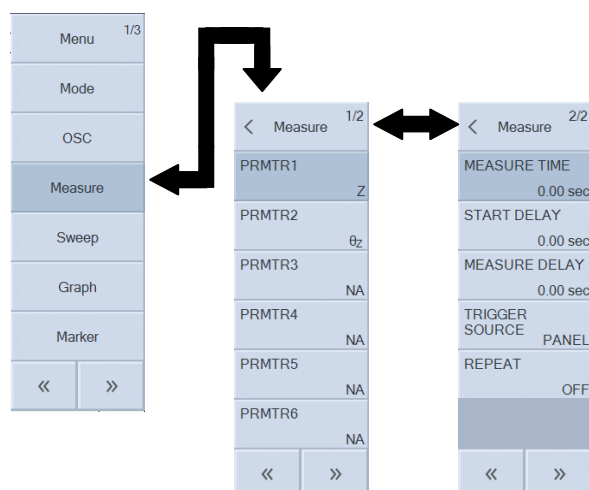 Menu 1/3
Mode
OSC
Measure
Sweep
Graph
Marker
« »
< Measure 1/2
PRMTR1
Z
PRMTR2
θz
PRMTR3
NA
PRMTR4
NA
PRMTR5
NA
PRMTR6
NA
« »
< Measure 2/2
MEASURE TIME
0.00 sec
START DELAY
0.00 sec
MEASURE DELAY
0.00 sec
TRIGGER
SOURCE PANEL
REPEAT
OFF
« »